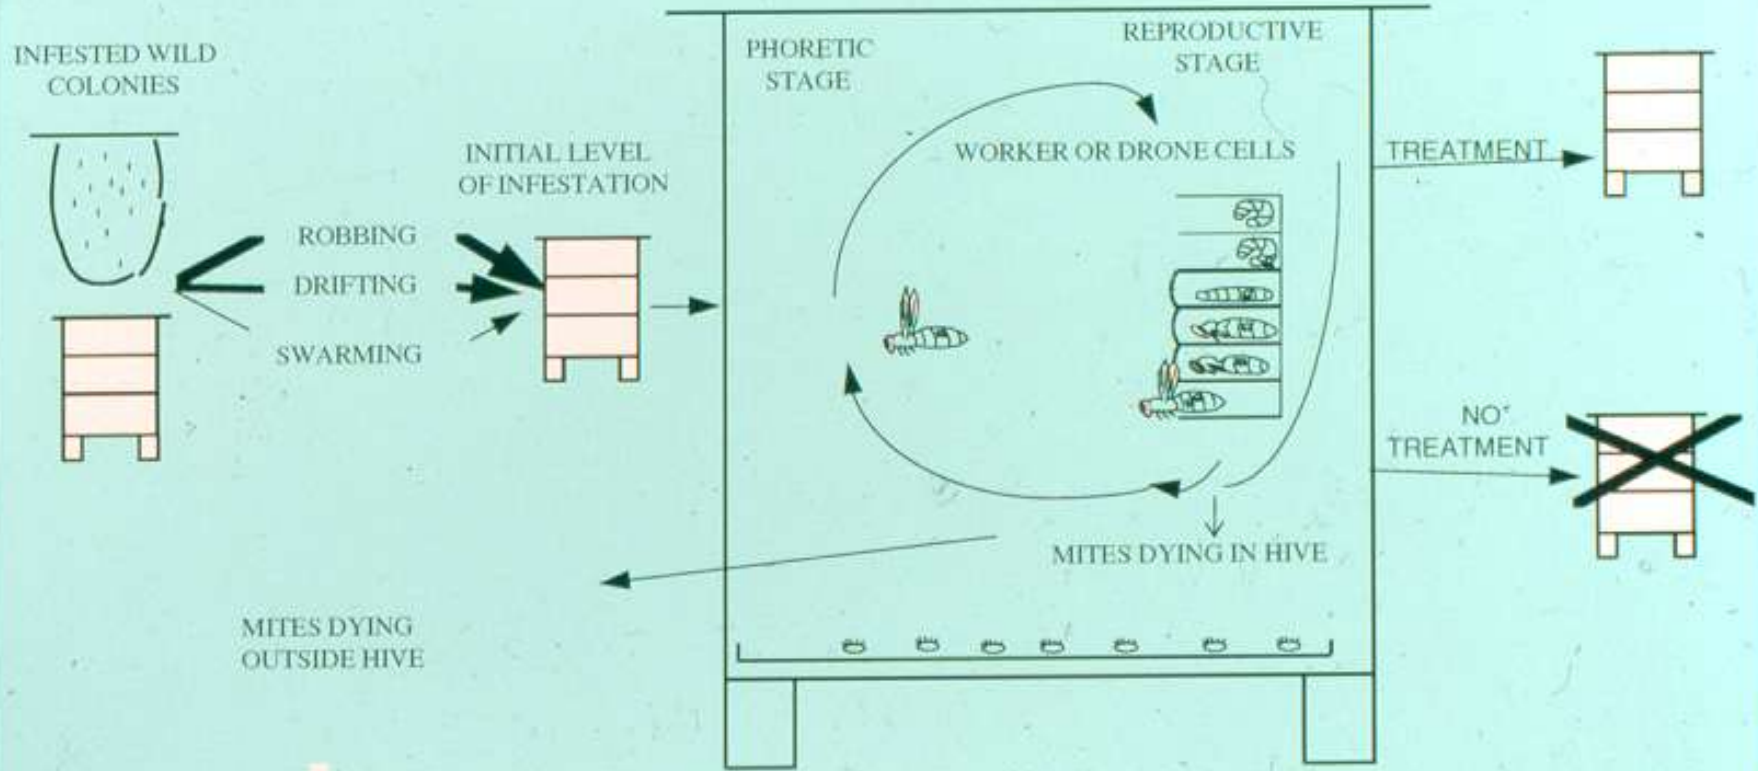 INFESTED WILD
COLONIES
INITIAL LEVEL
OF INFESTATION
ROBBING
DRIFTING
SWARMING
PHORETIC
STAGE
REPRODUCTIVE
STAGE
WORKER OR DRONE CELLS
MITES DYING IN HIVE
MITES DYING
OUTSIDE HIVE
TREATMENT
NO
TREATMENT